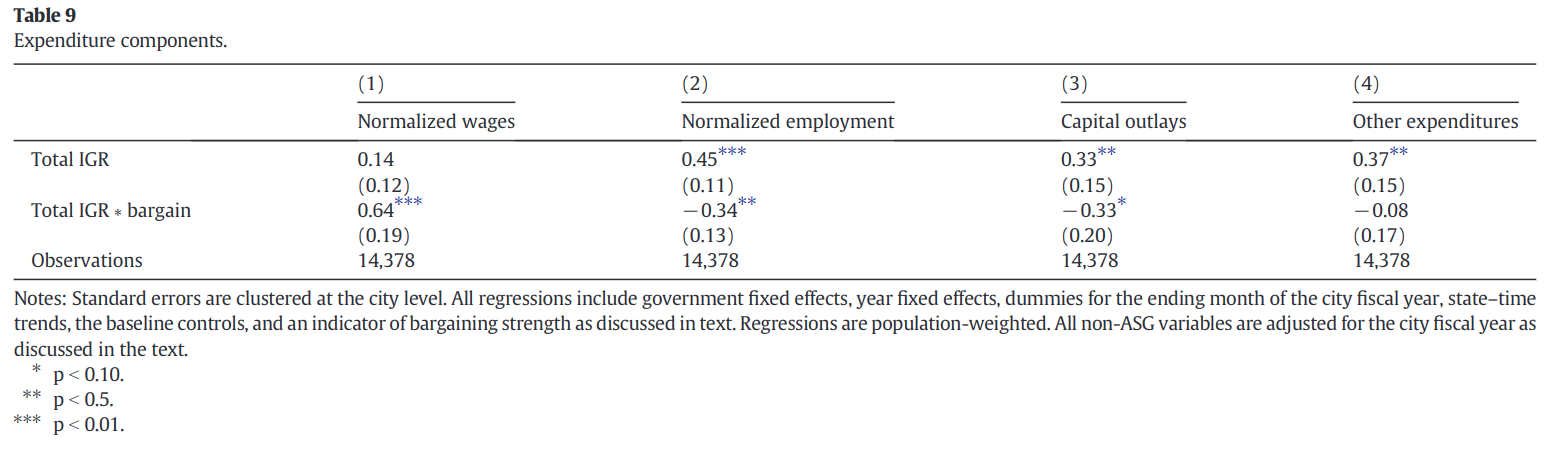 Table 9
Expenditure components.
(1) (2) (3) (4)
Normalized wages Normalized employment Capital outlays Other expenditures
Total IGR 0.14 0.45*** 0.33** 0.37**
(0.12) (0.11) (0.15) (0.15)
Total IGR * bargain 0.64*** −0.34** −0.33* −0.08
(0.19) (0.13) (0.20) (0.17)
Observations 14,378 14,378 14,378 14,378
Notes: Standard errors are clustered at the city level. All regressions include government fixed effects, year fixed effects, dummies for the ending month of the city fiscal year, state–time
trends, the baseline controls, and an indicator of bargaining strength as discussed in text. Regressions are population-weighted. All non-ASG variables are adjusted for the city fiscal year as
discussed in the text.
* p < 0.10.
** p < 0.5.
*** p < 0.01.